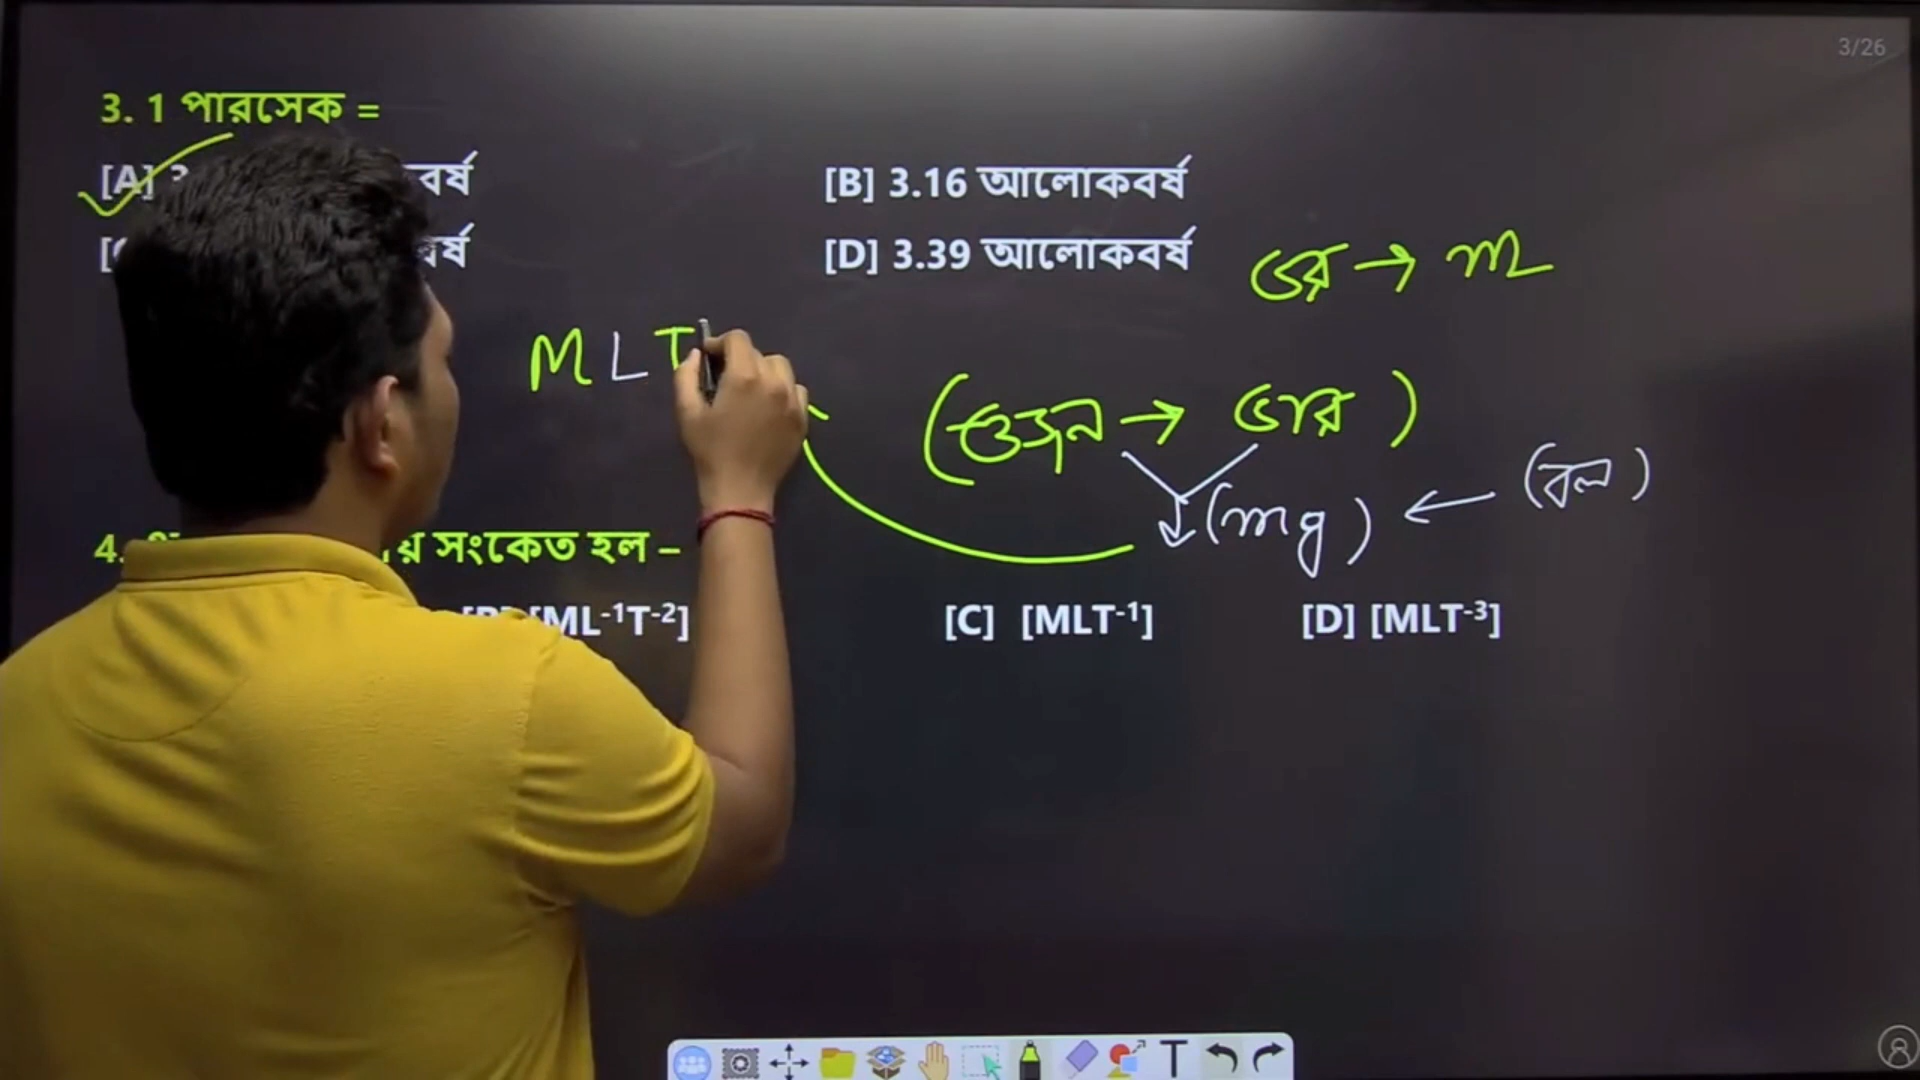 3/26
3. 1 পারসেক =
[A] বর্ষ [B] 3.16 আলোকবর্ষ
বর্ষ [D] 3.39 আলোকবর্ষ
ভর → m
M L T
(ওজন → ভার)
(mg) ← (বল)
4. সংকেত হল –
[ML⁻¹T⁻²] [C] [MLT⁻¹] [D] [MLT⁻³]
T